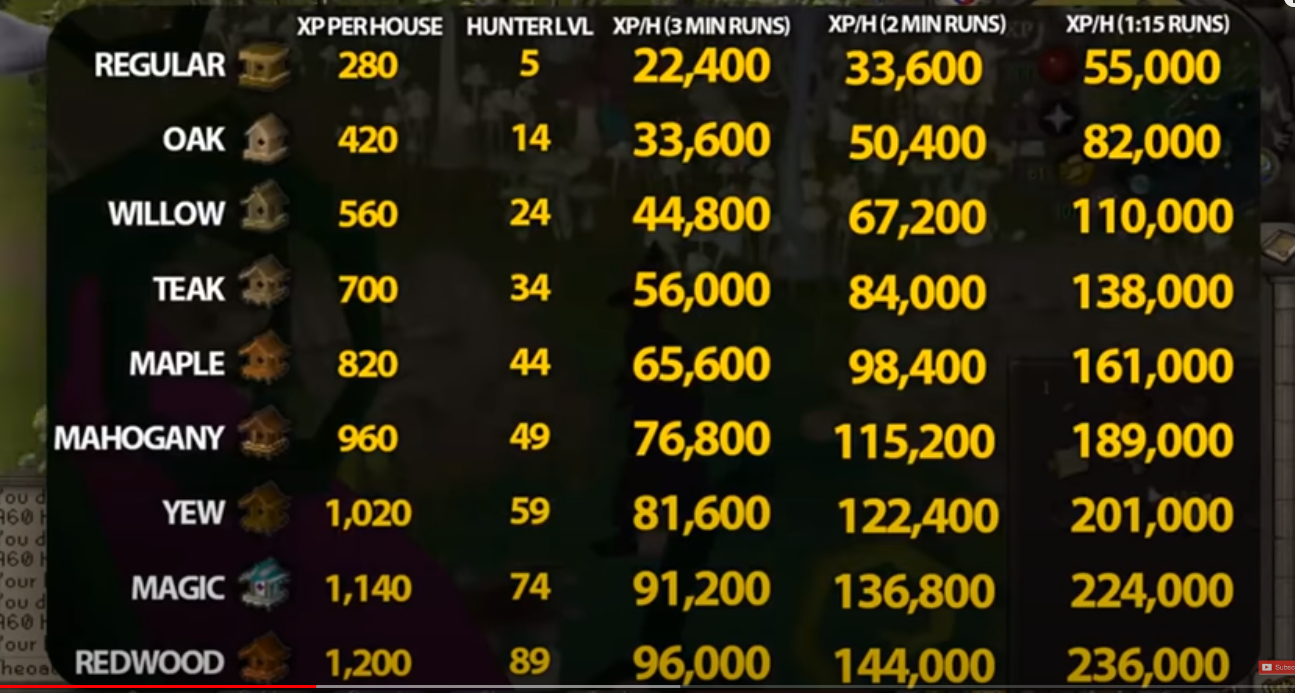 XP PER HOUSE HUNTER LVL XP/H (3 MIN RUNS) XP/H (2 MIN RUNS) XP/H (1:15 RUNS)
REGULAR 280 5 22,400 33,600 55,000
OAK 420 14 33,600 50,400 82,000
WILLOW 560 24 44,800 67,200 110,000
TEAK 700 34 56,000 84,000 138,000
MAPLE 820 44 65,600 98,400 161,000
MAHOGANY 960 49 76,800 115,200 189,000
YEW 1,020 59 81,600 122,400 201,000
MAGIC 1,140 74 91,200 136,800 224,000
REDWOOD 1,200 89 96,000 144,000 236,000